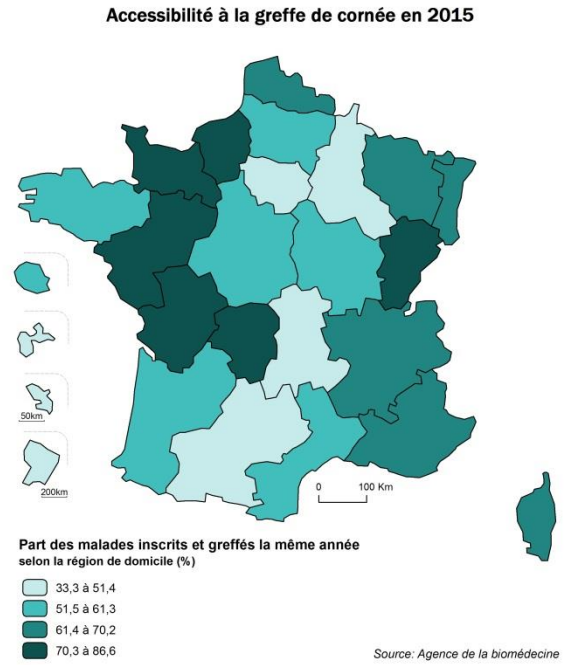 Accessibilité à la greffe de cornée en 2015
50km
200km
0 100 Km
Part des malades inscrits et greffés la même année
selon la région de domicile (%)
33,3 à 51,4
51,5 à 61,3
61,4 à 70,2
70,3 à 86,6
Source: Agence de la biomédecine